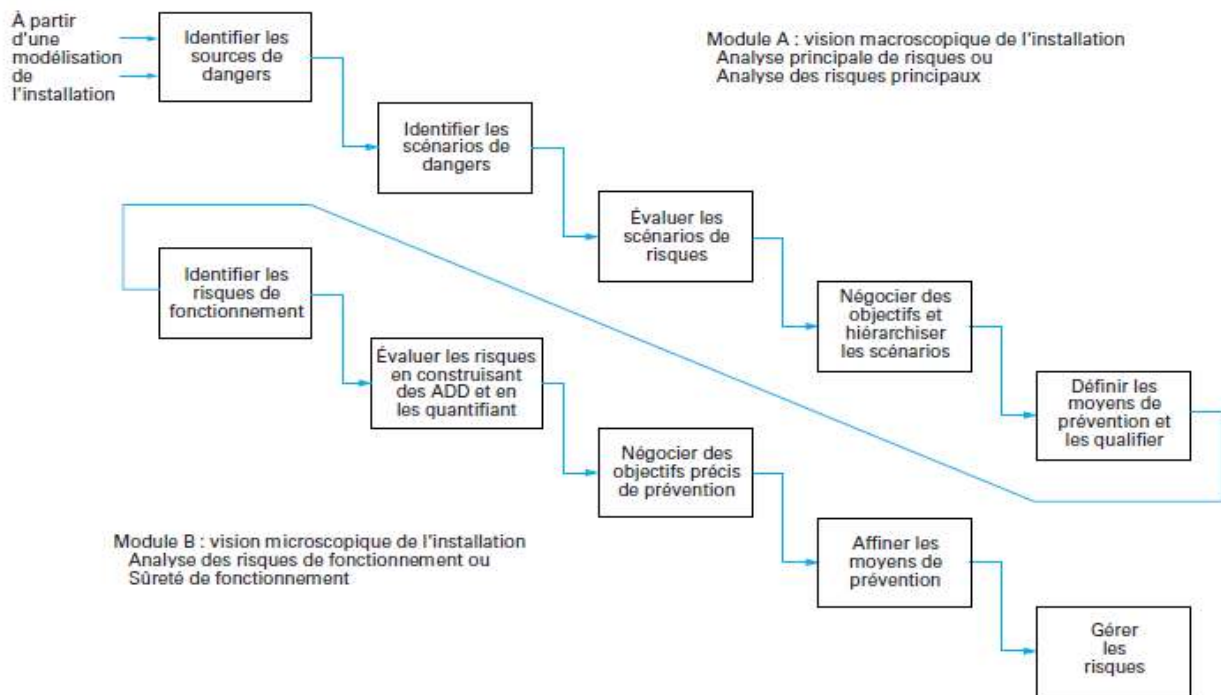 À partir
d'une
modélisation
de
l'installation
Identifier les
sources de
dangers
Module A : vision macroscopique de l'installation
Analyse principale de risques ou
Analyse des risques principaux
Identifier les
scénarios de
dangers
Évaluer les
scénarios de
risques
Négocier des
objectifs et
hiérarchiser
les scénarios
Définir les
moyens de
prévention et
les qualifier
Identifier les
risques de
fonctionnement
Évaluer les risques
en construisant
des ADD et en
les quantifiant
Négocier des
objectifs précis
de prévention
Affiner les
moyens de
prévention
Gérer
les
risques
Module B : vision microscopique de l'installation
Analyse des risques de fonctionnement ou
Sûreté de fonctionnement